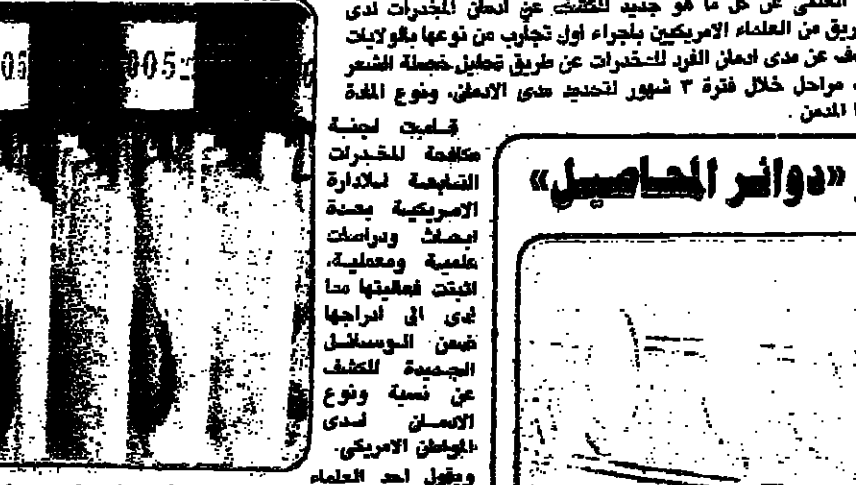 العلمي عن كل ما هو جديد للكشف عن ادمان المخدرات لدى
ريق من العلماء الامريكيين باجراء اول تجارب من نوعها بالولايات
ف عن مدى ادمان الفرد للمخدرات عن طريق تحليل خصلة الشعر
مراحل خلال فترة ٣ شهور لتحديد مدى الادمان، ونوع المادة
المدمن .
قامت لجنة
مكافحة المخدرات
التابعة للادارة
الامريكية بعدة
ابحاث ودراسات
علمية ومعملية،
اثبتت فعاليتها مما
ادى الى ادراجها
ضمن الوسائل
الجديدة للكشف
عن نسبة ونوع
الادمان لدى
المواطن الامريكي.
ويقول احد العلماء
«دوائر المحاصيل»
05
005